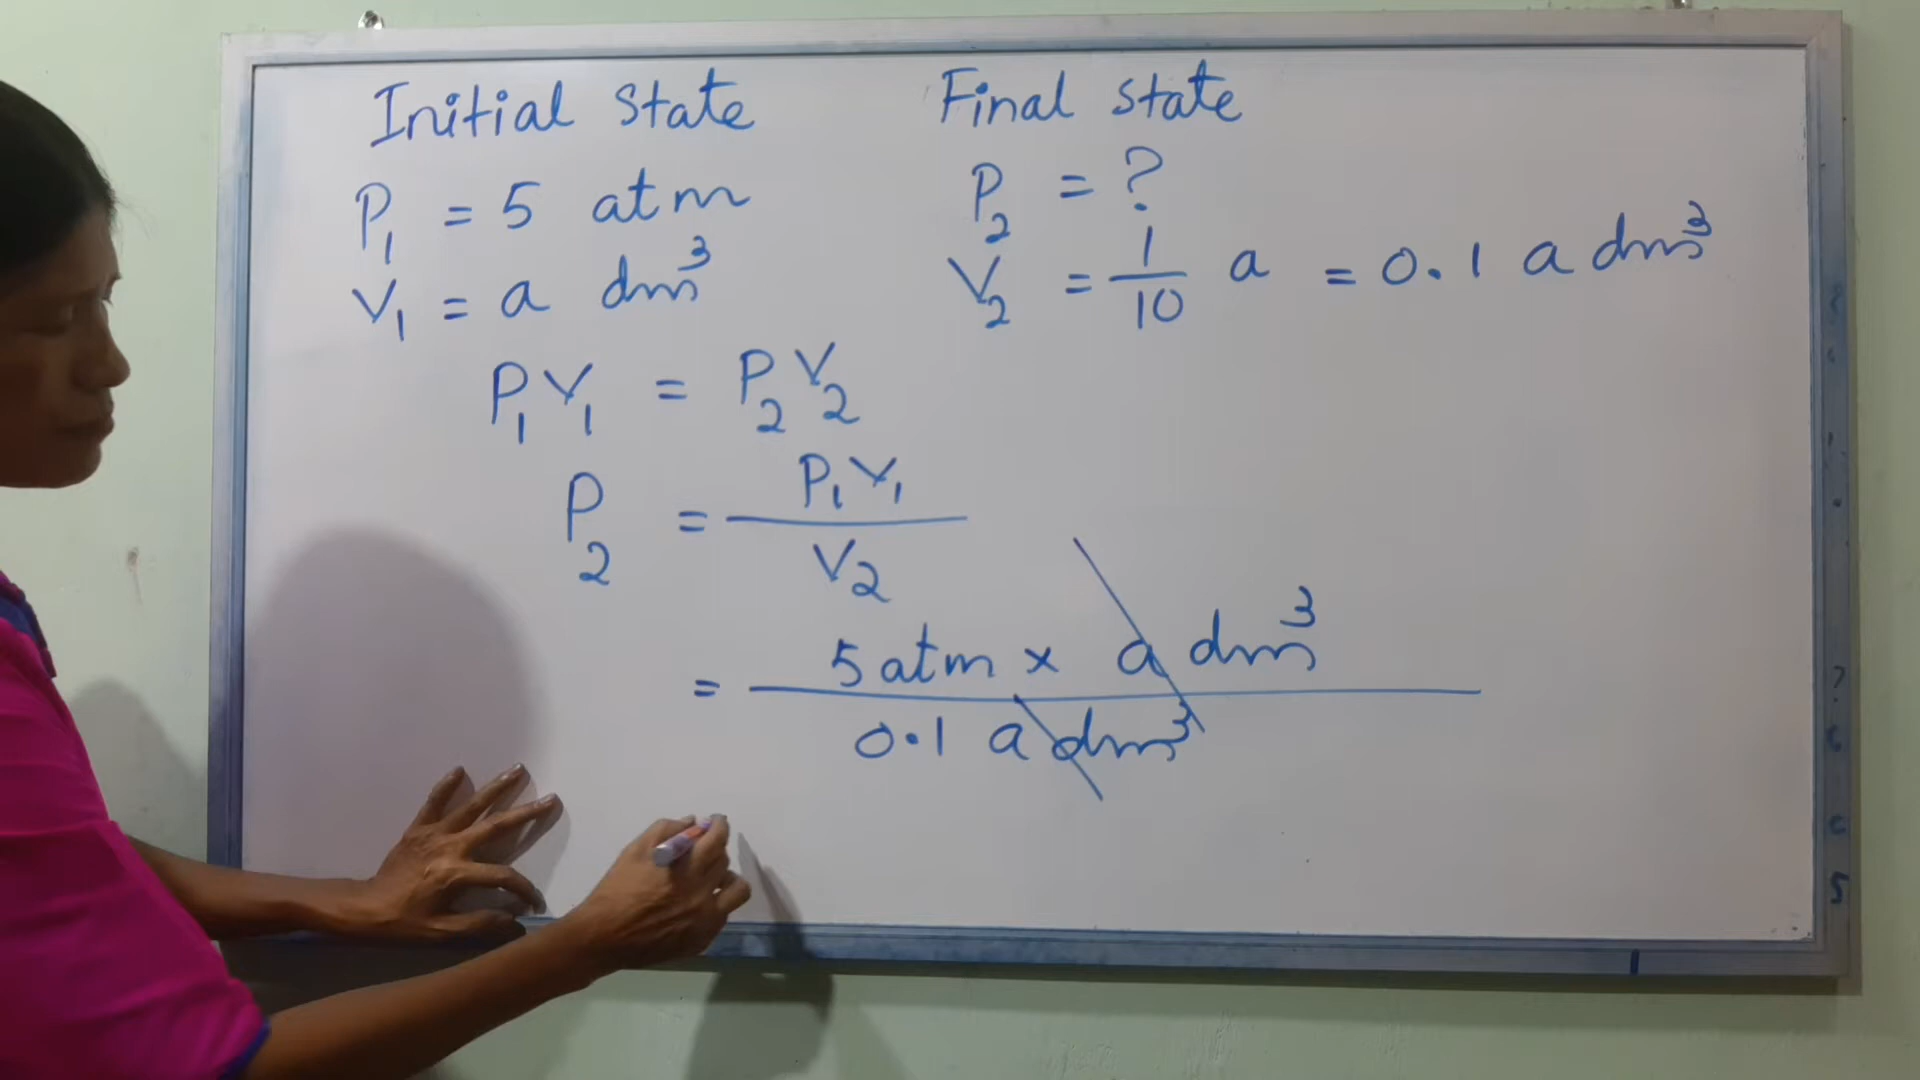 Initial State
P₁ = 5 atm
V₁ = a dm³
Final state
P₂ = ?
V₂ = 1/10 a = 0.1 a dm³
P₁V₁ = P₂V₂
P₂ = P₁V₁ / V₂
= 5 atm × a dm³ / 0.1 a dm³